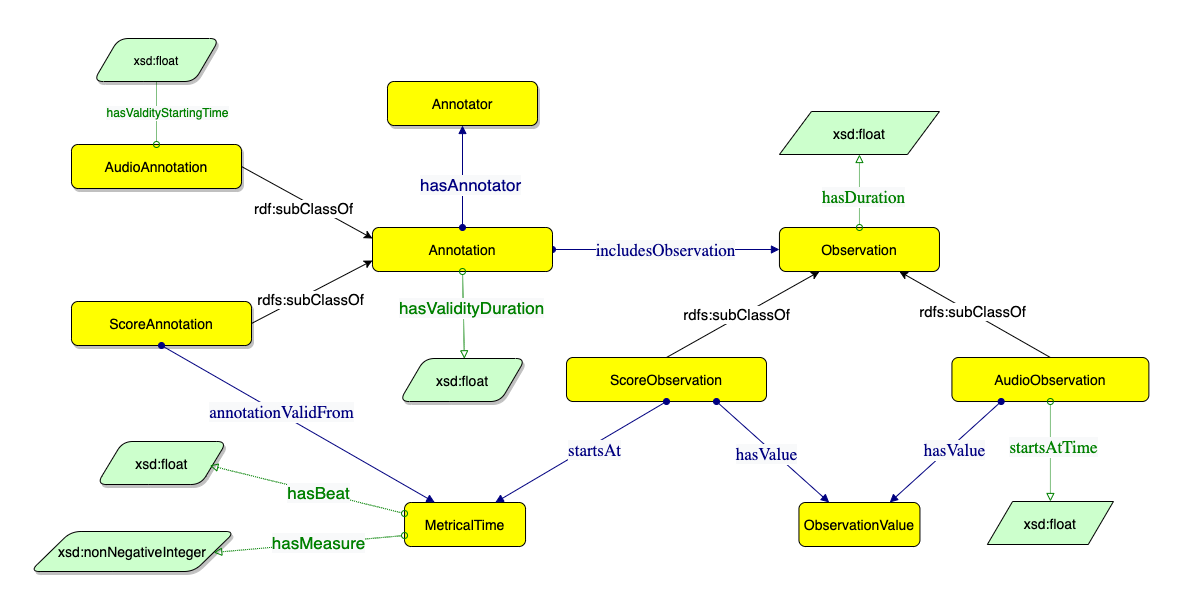 xsd:float
hasValdityStartingTime
AudioAnnotation
rdf:subClassOf
Annotator
hasAnnotator
Annotation
includesObservation
xsd:float
hasDuration
Observation
rdfs:subClassOf
ScoreAnnotation
hasValidityDuration
xsd:float
rdfs:subClassOf
rdfs:subClassOf
ScoreObservation
AudioObservation
annotationValidFrom
startsAt
hasValue
hasValue
startsAtTime
xsd:float
hasBeat
MetricalTime
ObservationValue
xsd:float
hasMeasure
xsd:nonNegativeInteger